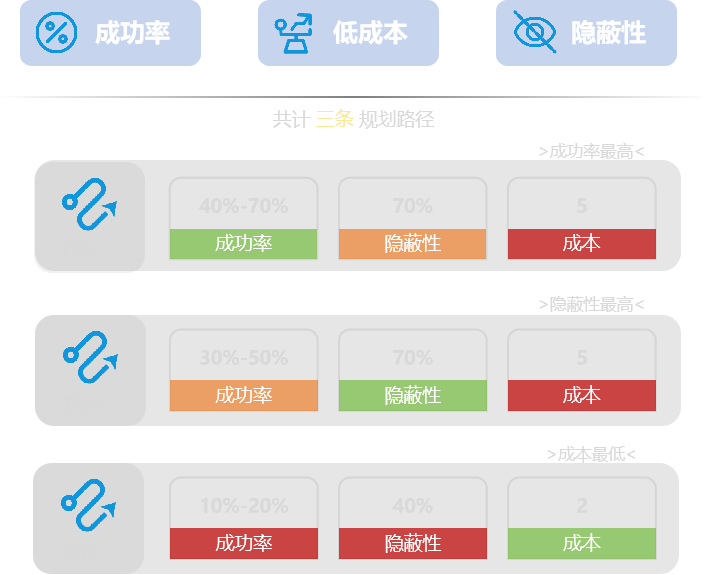 成功率 低成本 隐蔽性
共计 三条 规划路径
>成功率最高<
40%-70% 70% 5
成功率 隐蔽性 成本
>隐蔽性最高<
30%-50% 70% 5
成功率 隐蔽性 成本
>成本最低<
10%-20% 40% 2
成功率 隐蔽性 成本